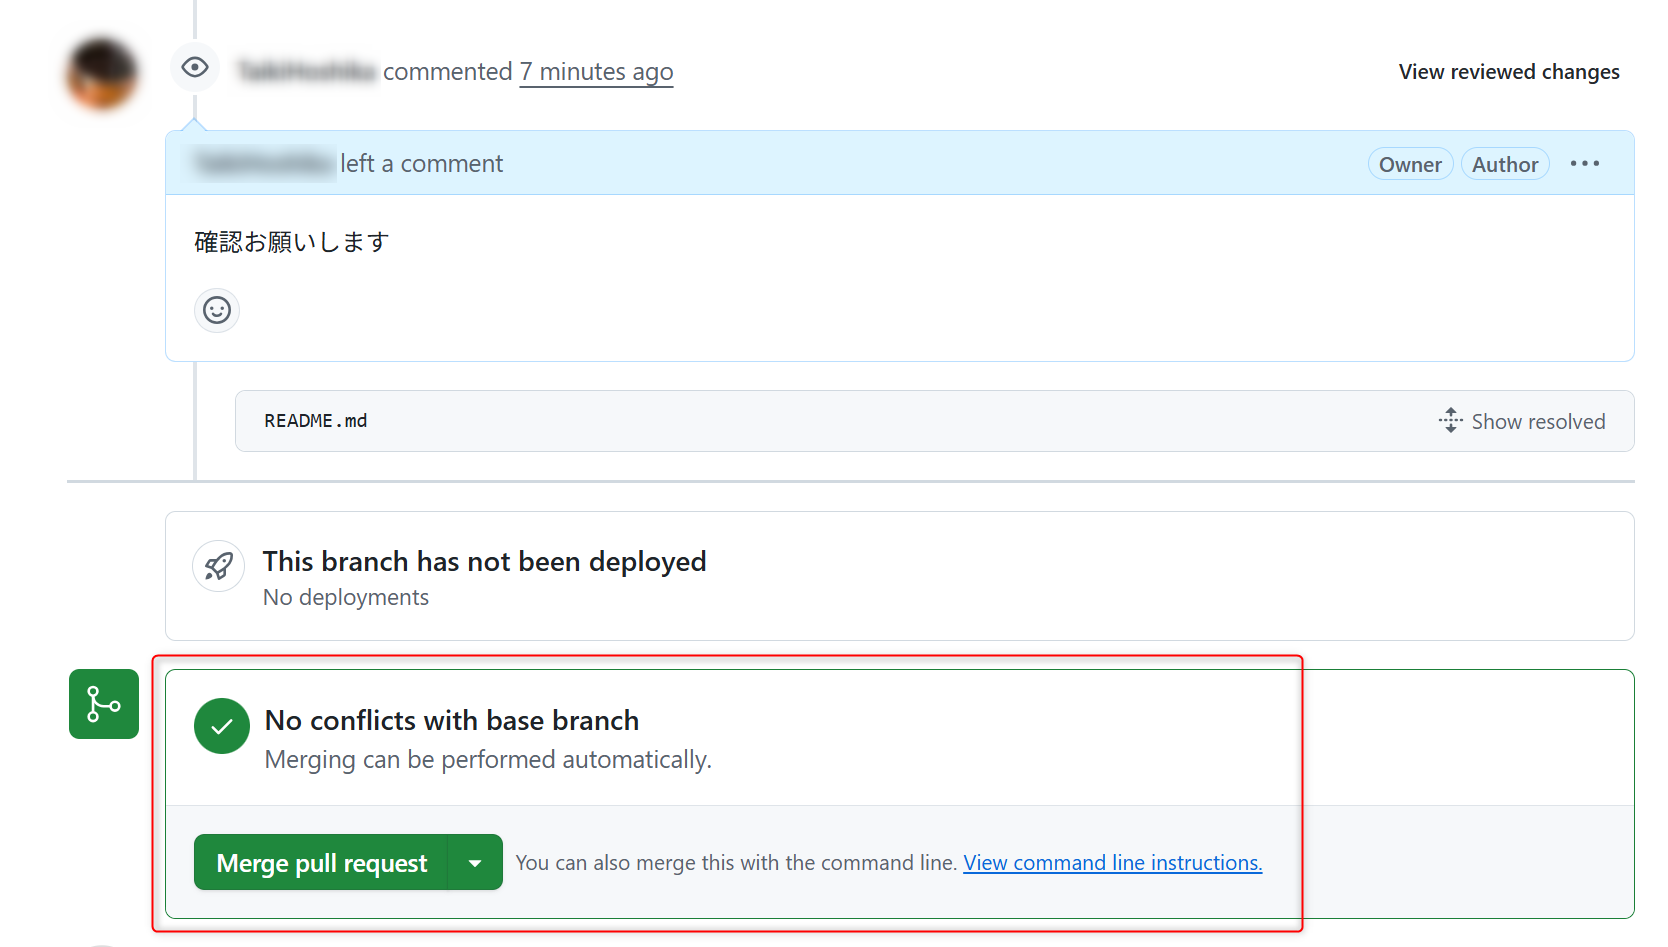 commented 7 minutes ago
View reviewed changes
left a comment
Owner
Author
確認お願いします
README.md
Show resolved
This branch has not been deployed
No deployments
No conflicts with base branch
Merging can be performed automatically.
Merge pull request
You can also merge this with the command line. View command line instructions.